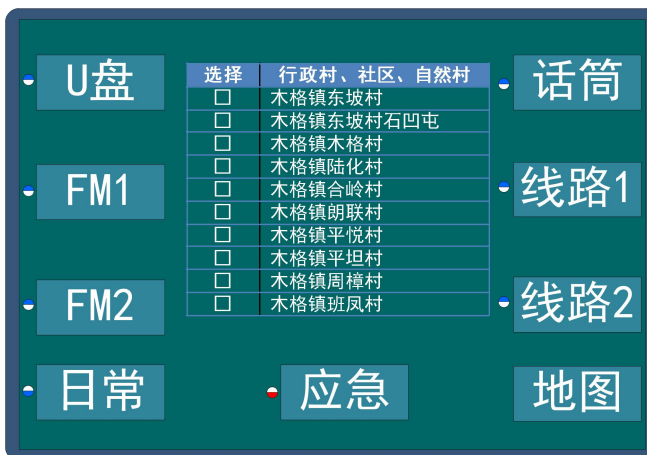 U盘
FM1
FM2
日常
选择 行政村、社区、自然村
木格镇东坡村
木格镇东坡村石凹屯
木格镇木格村
木格镇陆化村
木格镇合岭村
木格镇朗联村
木格镇平悦村
木格镇平坦村
木格镇周樟村
木格镇班凤村
应急
话筒
线路1
线路2
地图